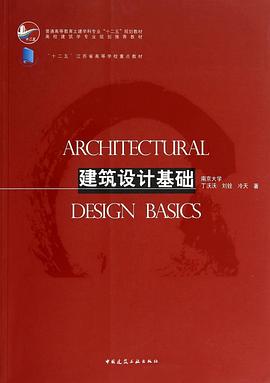 普通高等教育土建学科专业“十二五”规划教材
高校建筑学专业规划推荐教材
“十二五”江苏省高等学校重点教材
ARCHITECTURAL
建筑设计基础
南京大学
丁沃沃 刘铨 冷天 著
DESIGN BASICS
中国建筑工业出版社